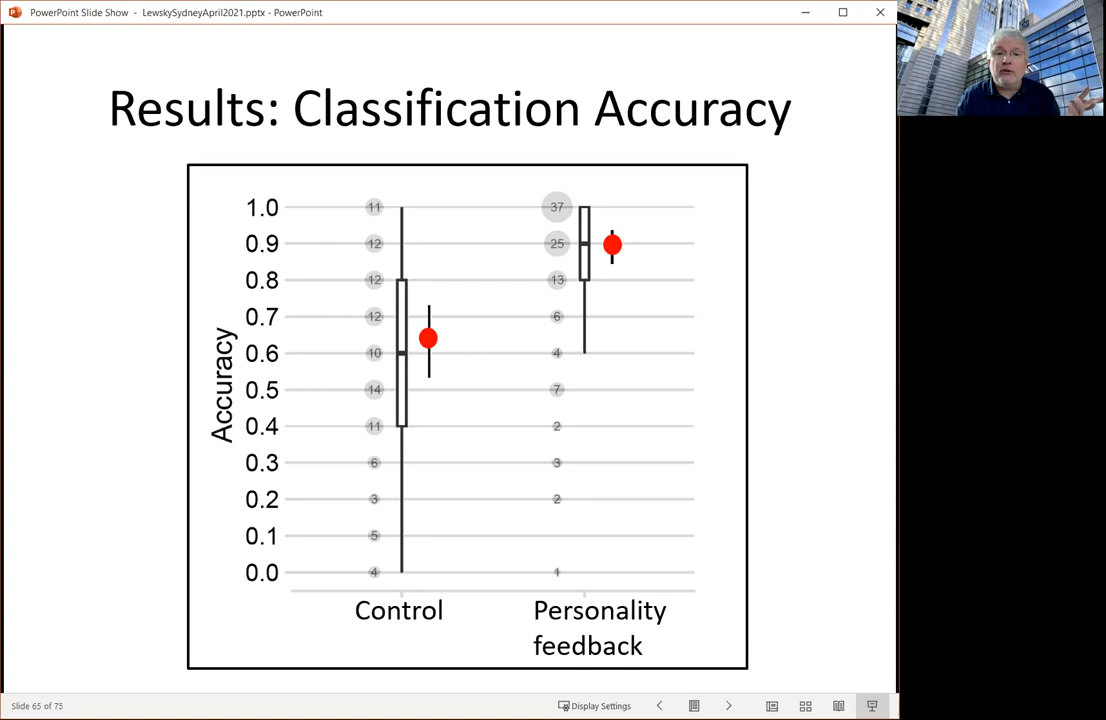 PowerPoint Slide Show - LewskySydneyApril2021.pptx - PowerPoint
Results: Classification Accuracy
Accuracy
1.0 11 37
0.9 12 25
0.8 12 13
0.7 12 6
0.6 10 4
0.5 14 7
0.4 11 2
0.3 6 3
0.2 3 2
0.1 5
0.0 4 1
Control
Personality
feedback
Slide 65 of 75
Display Settings